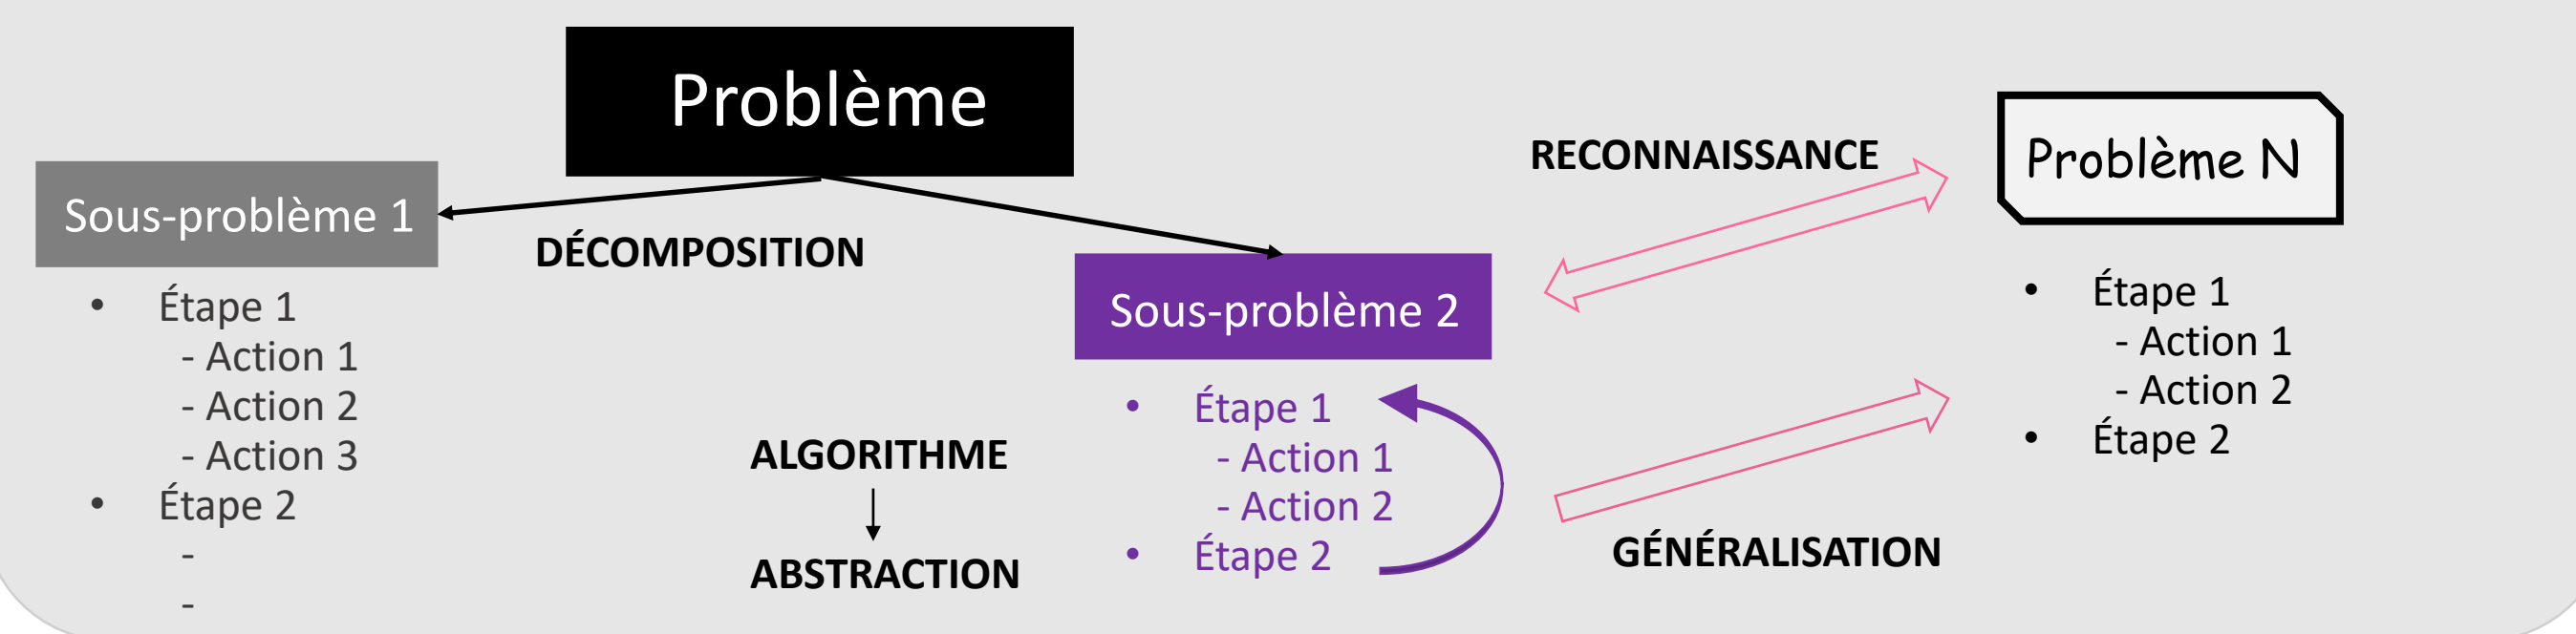 Problème
Sous-problème 1
• Étape 1
- Action 1
- Action 2
- Action 3
• Étape 2
-
-
DÉCOMPOSITION
ALGORITHME
ABSTRACTION
Sous-problème 2
• Étape 1
- Action 1
- Action 2
• Étape 2
RECONNAISSANCE
GÉNÉRALISATION
Problème N
• Étape 1
- Action 1
- Action 2
• Étape 2